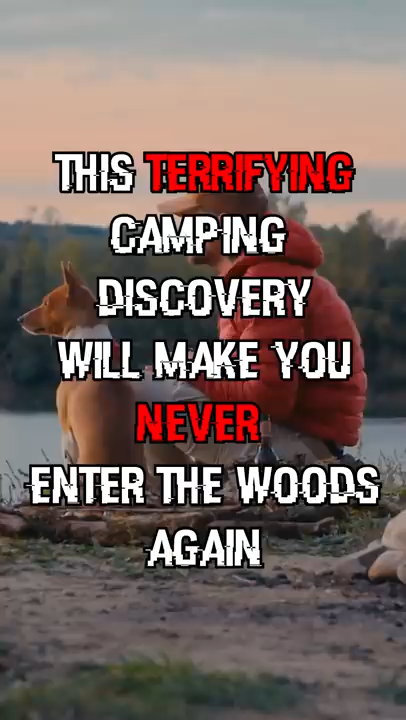 THIS TERRIFYING
CAMPING
DISCOVERY
WILL MAKE YOU
NEVER
ENTER THE WOODS
AGAIN